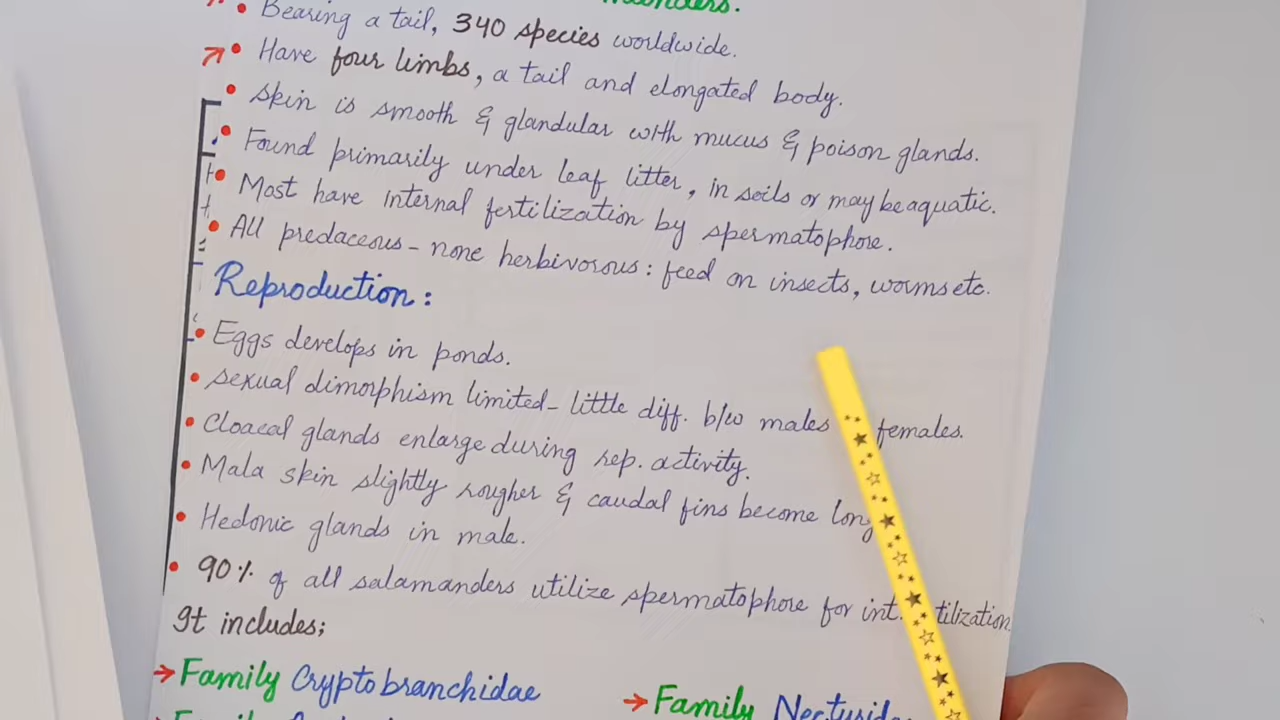 • Bearing a tail, 340 species worldwide.
• Have four limbs, a tail and elongated body.
• Skin is smooth & glandular with mucus & poison glands.
• Found primarily under leaf litter, in soils or may be aquatic.
• Most have internal fertilization by spermatophore.
• All predaceous - none herbivorous : feed on insects, worms etc.
Reproduction :
• Eggs develops in ponds.
• Sexual dimorphism limited - little diff. b/w males females.
• Cloacal glands enlarge during rep. activity.
• Mala skin slightly rougher & caudal fins become long
• Hedonic glands in male.
• 90% of all salamanders utilize spermatophore for int.
It includes;
→ Family Cryptobranchidae
→ Family